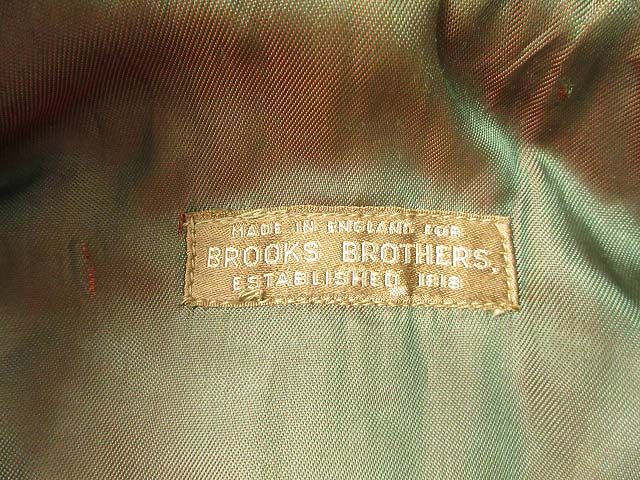 MADE IN ENGLAND FOR
BROOKS BROTHERS,
ESTABLISHED 1818